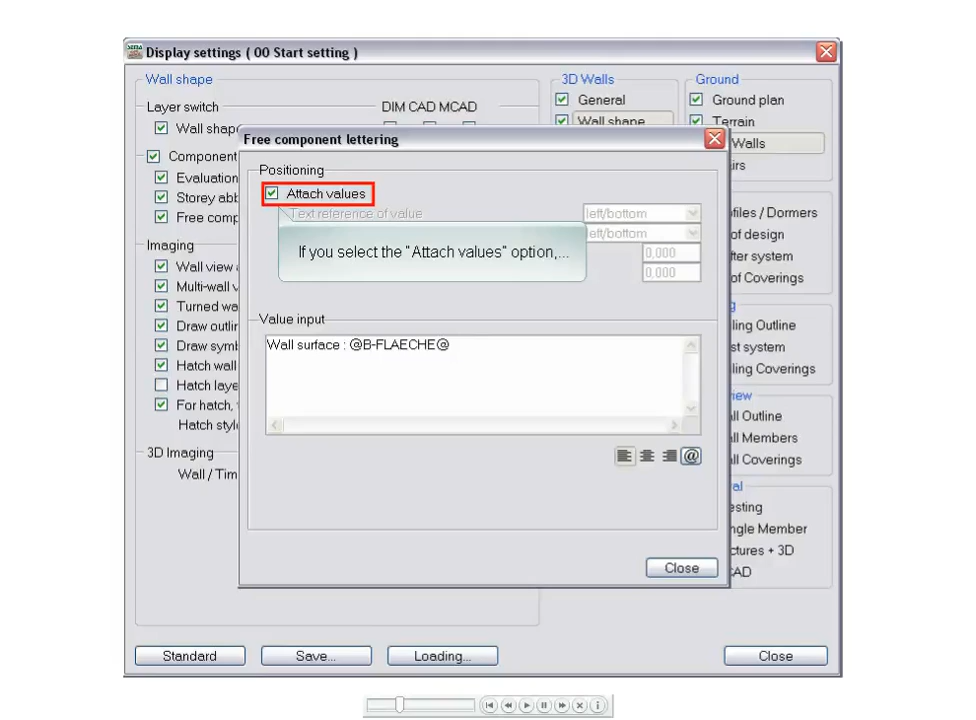 Display settings ( 00 Start setting )
Wall shape
Layer switch
DIM CAD MCAD
Wall shape
Component
Evaluation
Storey abb
Free comp
Imaging
Wall view
Multi-wall v
Turned wa
Draw outlin
Draw symb
Hatch wall
Hatch laye
For hatch,
Hatch style
3D Imaging
Wall / Tim
3D Walls
General
Wall shape
Ground
Ground plan
Terrain
Walls
irs
ofiles / Dormers
of design
fter system
of Coverings
ling Outline
st system
ling Coverings
iew
ll Outline
ll Members
ll Coverings
al
esting
ngle Member
ctures + 3D
CAD
Free component lettering
Positioning
Attach values
Text reference of value
left/bottom
left/bottom
0,000
0,000
If you select the "Attach values" option,...
Value input
Wall surface : @B-FLAECHE@
@
Close
Standard
Save...
Loading...
Close